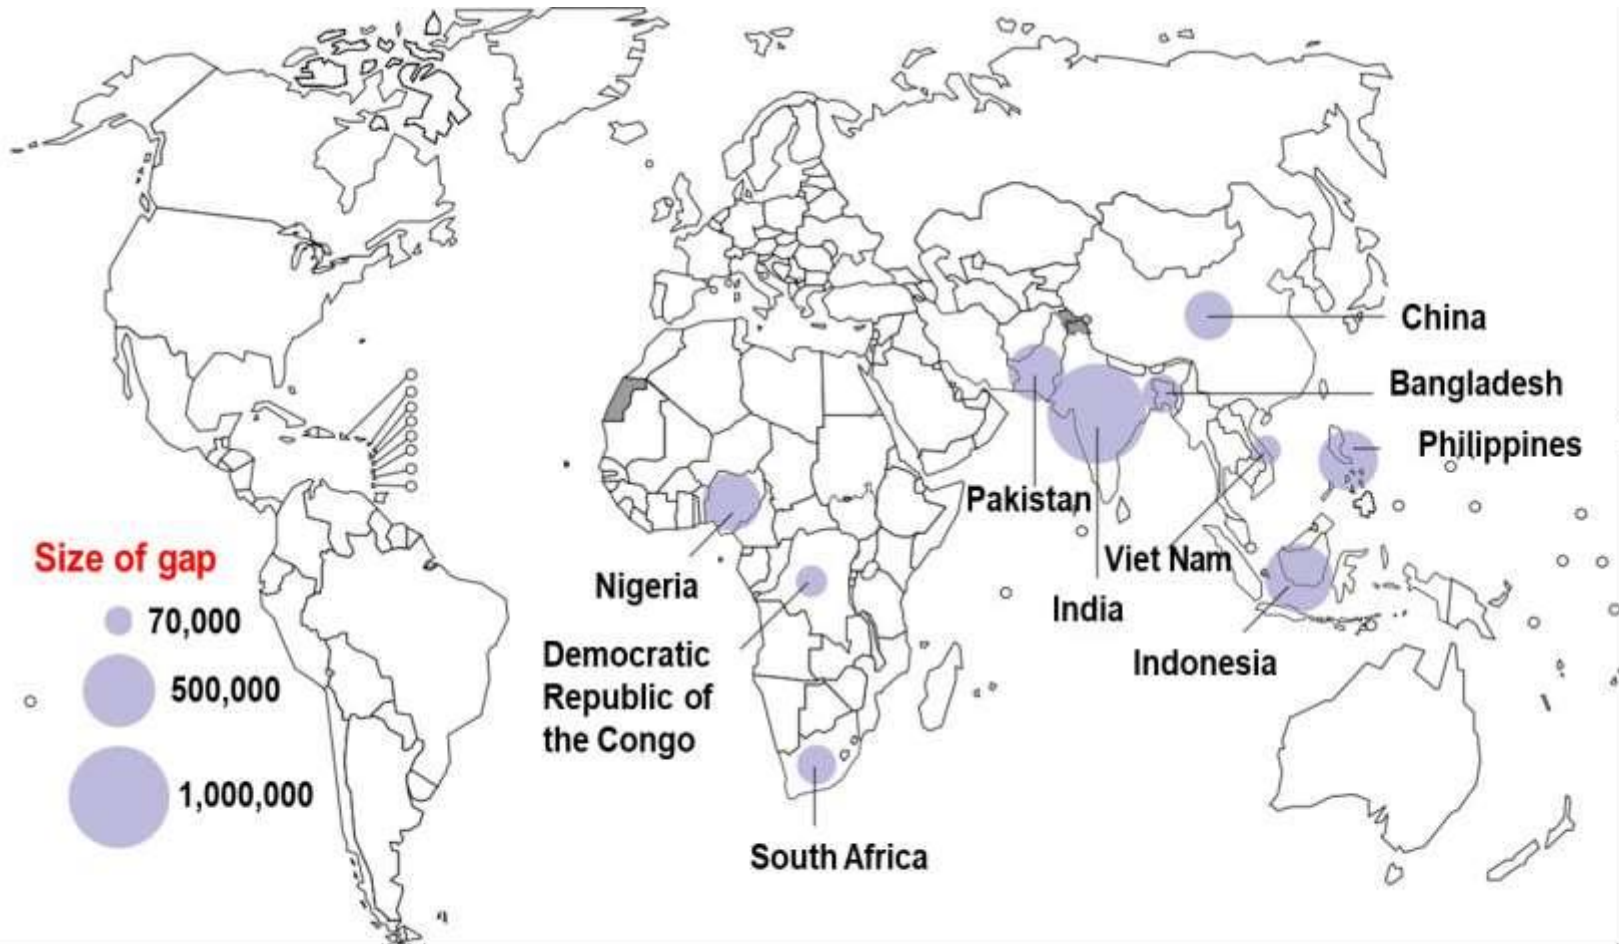 China
Bangladesh
Philippines
Pakistan
Viet Nam
India
Indonesia
Nigeria
Democratic
Republic of
the Congo
South Africa
Size of gap
70,000
500,000
1,000,000